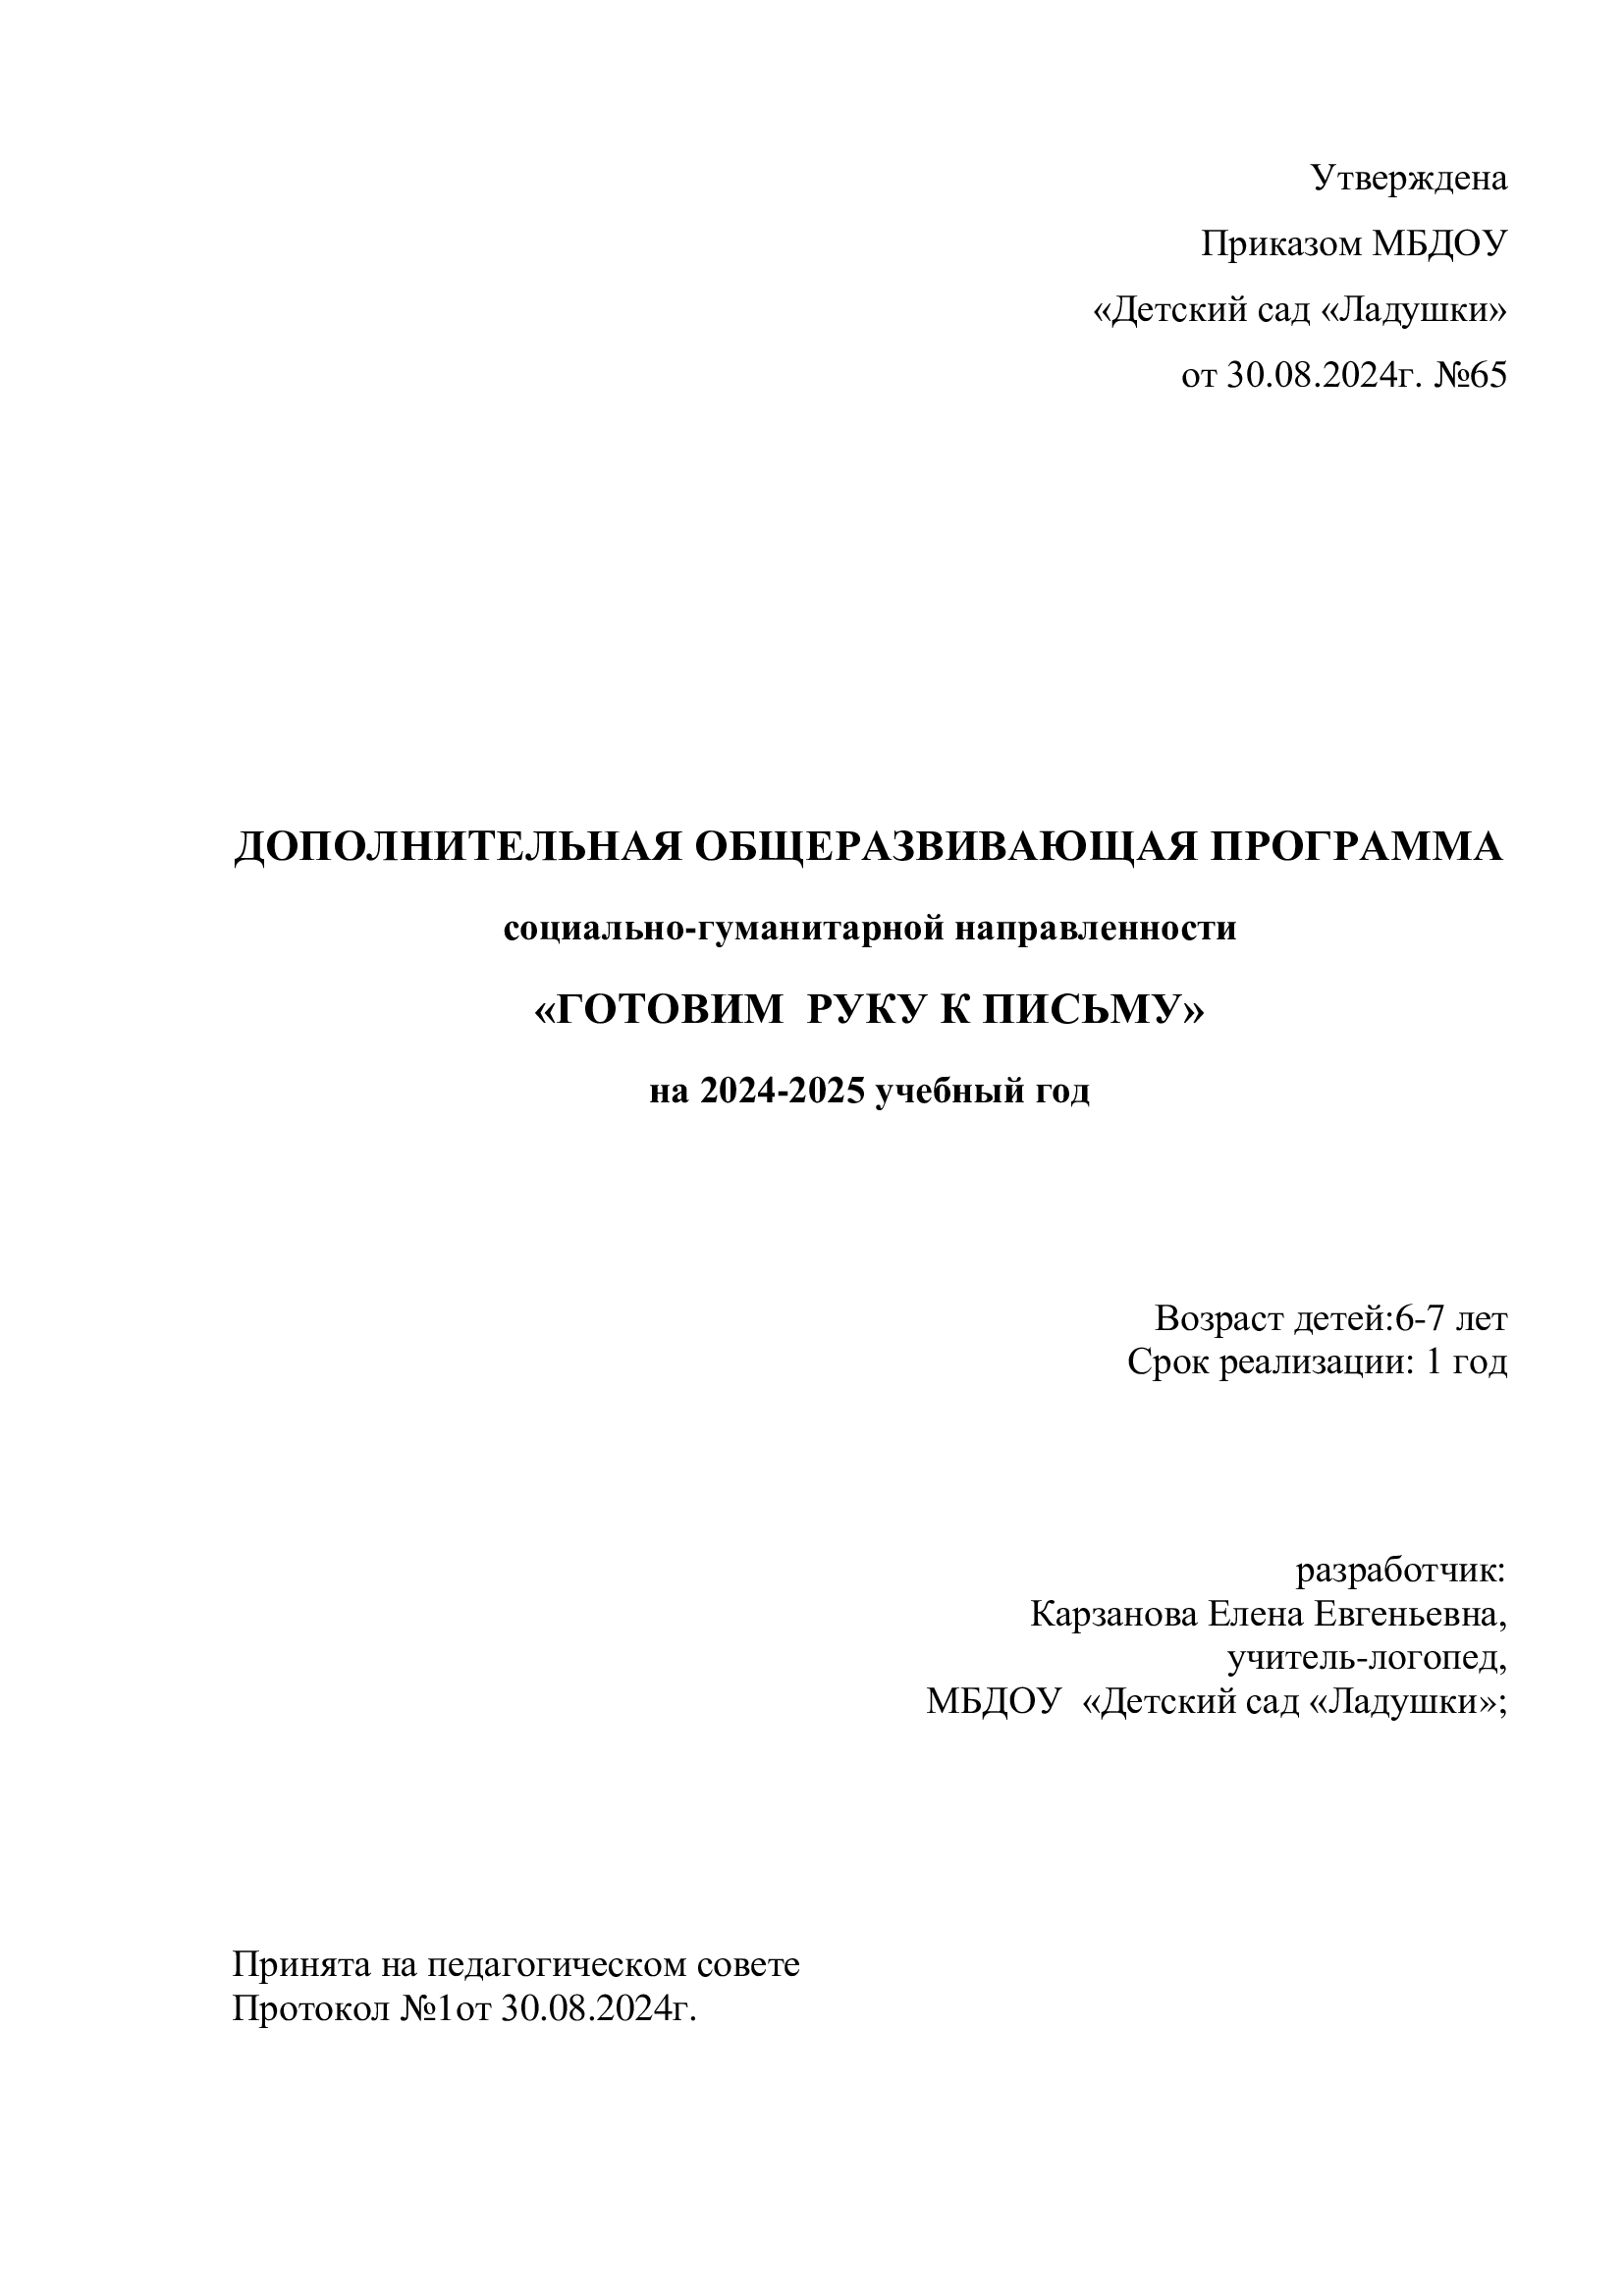 Утверждена
Приказом МБДОУ
«Детский сад «Ладушки»
от 30.08.2024г. №65
ДОПОЛНИТЕЛЬНАЯ ОБЩЕРАЗВИВАЮЩАЯ ПРОГРАММА
социально-гуманитарной направленности
«ГОТОВИМ  РУКУ К ПИСЬМУ»
на 2024-2025 учебный год
Возраст детей:6-7 лет
Срок реализации: 1 год
разработчик:
Карзанова Елена Евгеньевна,
учитель-логопед,
МБДОУ  «Детский сад «Ладушки»;
Принята на педагогическом совете
Протокол №1от 30.08.2024г.